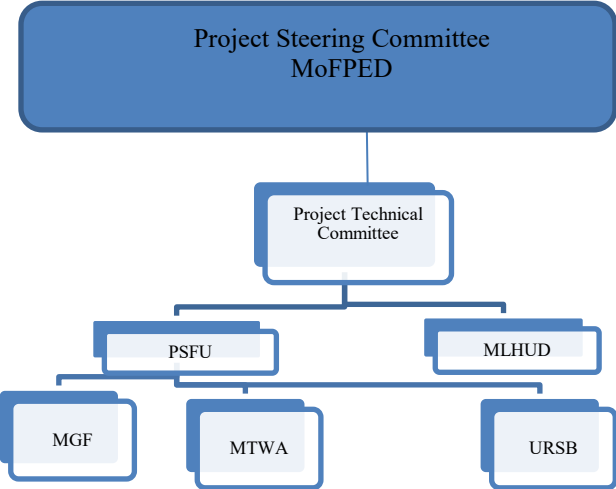 Project Steering Committee
MoFPED
Project Technical
Committee
PSFU
MLHUD
MGF
MTWA
URSB